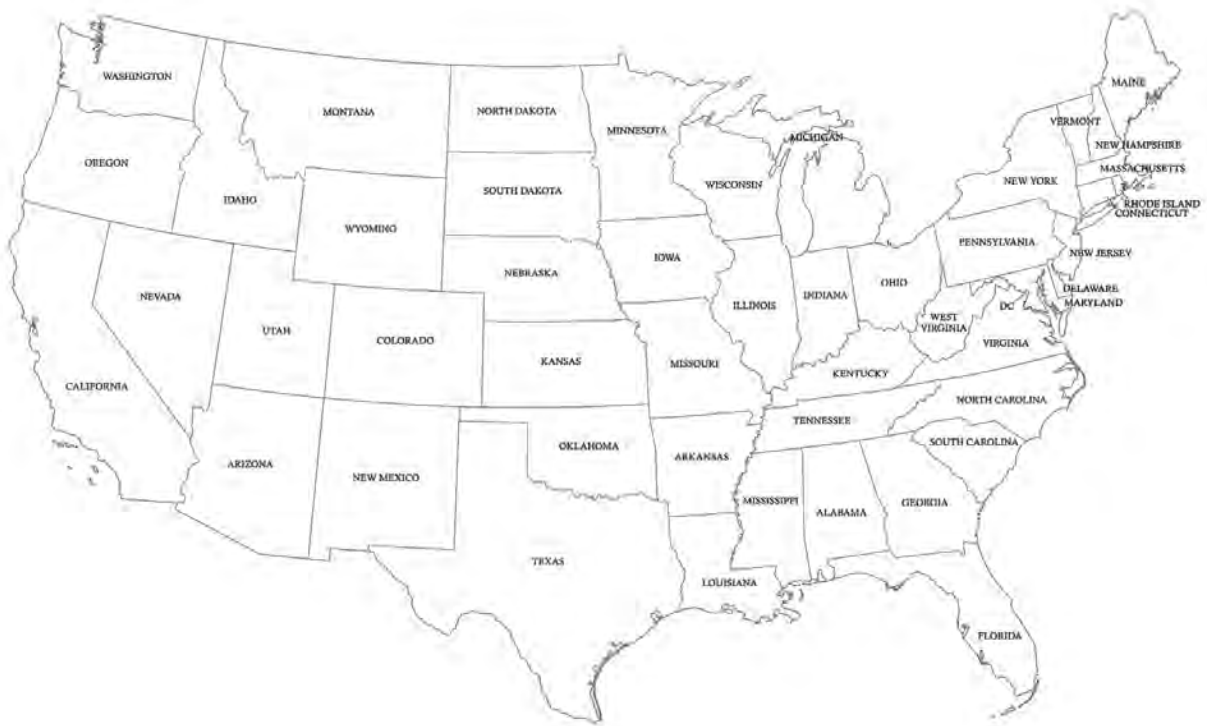 WASHINGTON
MONTANA
NORTH DAKOTA
MINNESOTA
MICHIGAN
MAINE
VERMONT
NEW HAMPSHIRE
MASSACHUSETTS
OREGON
IDAHO
SOUTH DAKOTA
WISCONSIN
NEW YORK
RHODE ISLAND
CONNECTICUT
WYOMING
NEBRASKA
IOWA
PENNSYLVANIA
NEW JERSEY
NEVADA
UTAH
COLORADO
KANSAS
MISSOURI
ILLINOIS
INDIANA
OHIO
WEST
VIRGINIA
DC
DELAWARE
MARYLAND
VIRGINIA
CALIFORNIA
KENTUCKY
ARIZONA
NEW MEXICO
OKLAHOMA
ARKANSAS
TENNESSEE
NORTH CAROLINA
SOUTH CAROLINA
MISSISSIPPI
ALABAMA
GEORGIA
TEXAS
LOUISIANA
FLORIDA